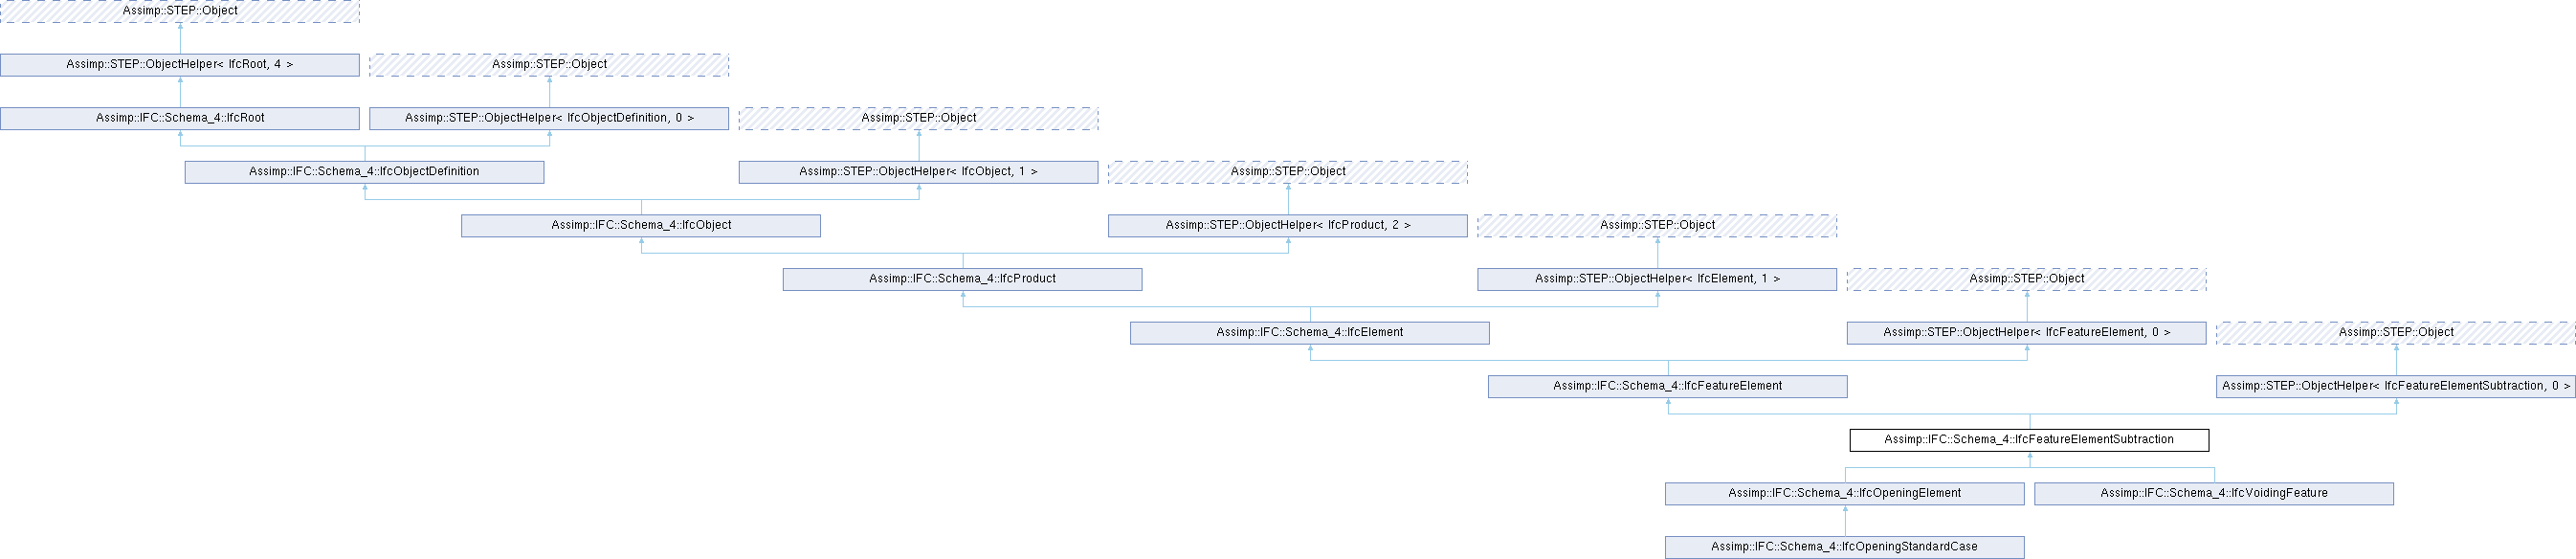 Assimp::STEP::Object
Assimp::STEP::ObjectHelper< IfcRoot, 4 >
Assimp::STEP::Object
Assimp::IFC::Schema_4::IfcRoot
Assimp::STEP::ObjectHelper< IfcObjectDefinition, 0 >
Assimp::STEP::Object
Assimp::IFC::Schema_4::IfcObjectDefinition
Assimp::STEP::ObjectHelper< IfcObject, 1 >
Assimp::STEP::Object
Assimp::IFC::Schema_4::IfcObject
Assimp::STEP::ObjectHelper< IfcProduct, 2 >
Assimp::STEP::Object
Assimp::IFC::Schema_4::IfcProduct
Assimp::STEP::ObjectHelper< IfcElement, 1 >
Assimp::STEP::Object
Assimp::IFC::Schema_4::IfcElement
Assimp::STEP::ObjectHelper< IfcFeatureElement, 0 >
Assimp::STEP::Object
Assimp::IFC::Schema_4::IfcFeatureElement
Assimp::STEP::ObjectHelper< IfcFeatureElementSubtraction, 0 >
Assimp::IFC::Schema_4::IfcFeatureElementSubtraction
Assimp::IFC::Schema_4::IfcOpeningElement
Assimp::IFC::Schema_4::IfcVoidingFeature
Assimp::IFC::Schema_4::IfcOpeningStandardCase